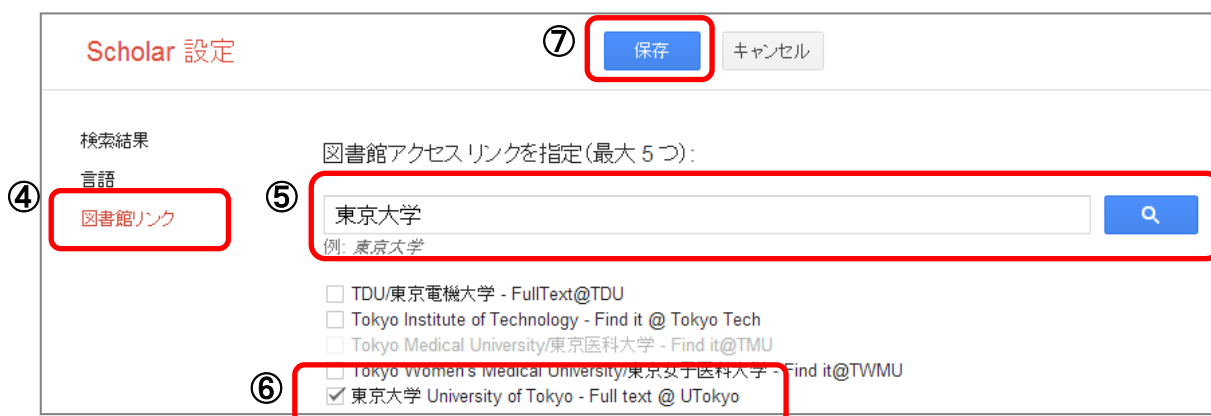 Scholar 設定
⑦
保存
キャンセル
検索結果
言語
④
図書館リンク
図書館アクセス リンクを指定(最大 5 つ):
⑤
東京大学
例: 東京大学
TDU/東京電機大学 - FullText@TDU
Tokyo Institute of Technology - Find it @ Tokyo Tech
Tokyo Medical University/東京医科大学 - Find it@TMU
Tokyo Women's Medical University/東京女子医科大学 - Find it@TWMU
⑥
東京大学 University of Tokyo - Full text @ UTokyo